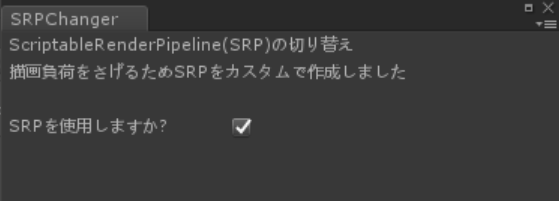 SRPChanger
ScriptableRenderPipeline(SRP)の切り替え
描画負荷をさげるためSRPをカスタムで作成しました
SRPを使用しますか?